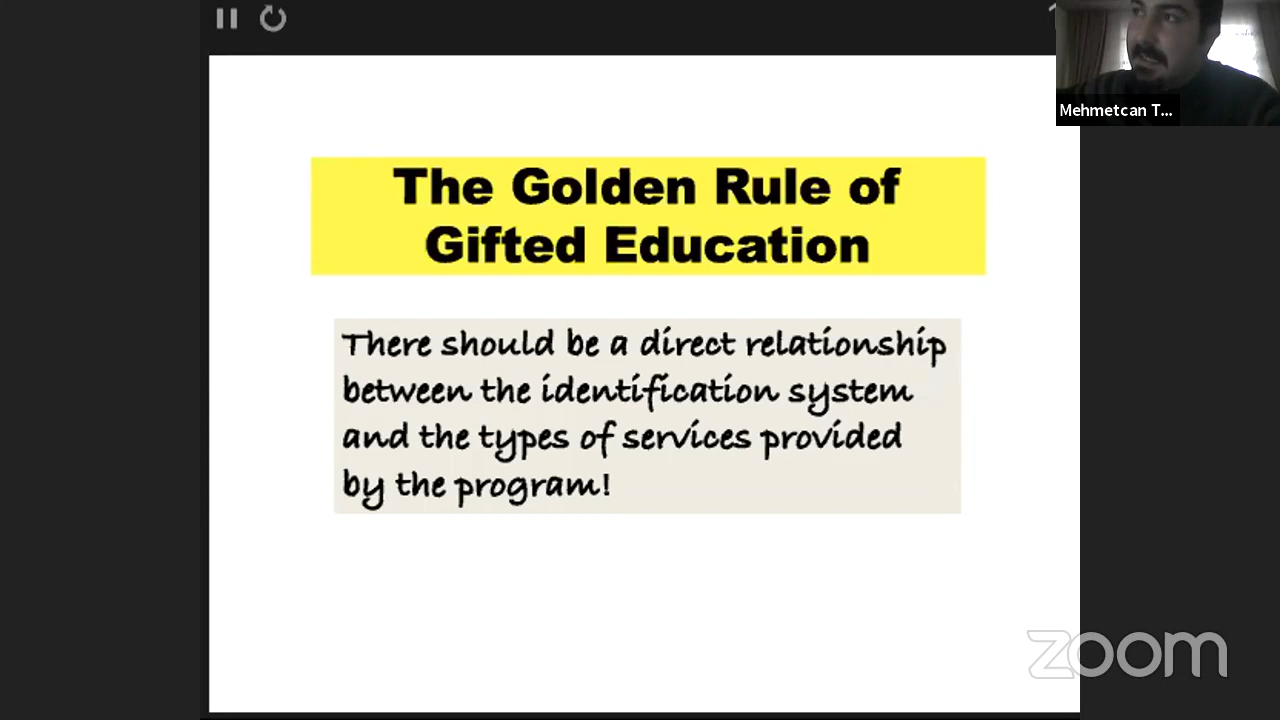 Mehmetcan T...
The Golden Rule of
Gifted Education
There should be a direct relationship
between the identification system
and the types of services provided
by the program!
zoom